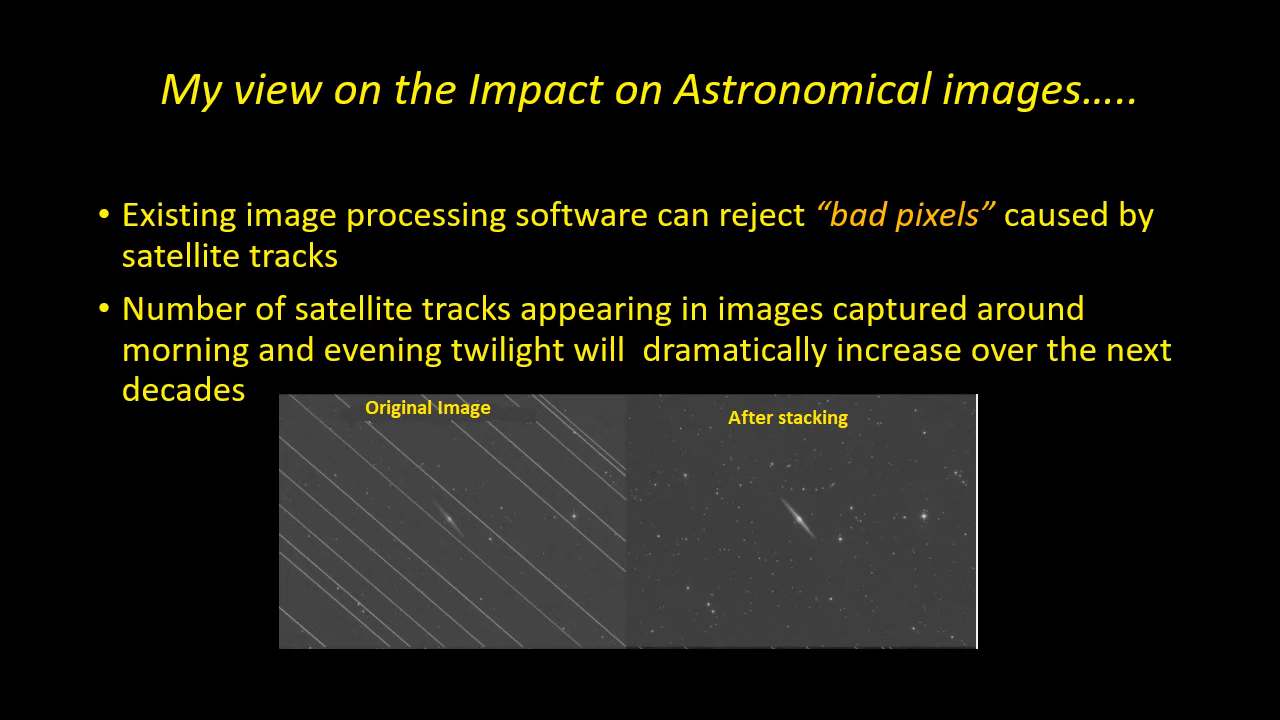 My view on the Impact on Astronomical images.....
• Existing image processing software can reject “bad pixels” caused by
satellite tracks
• Number of satellite tracks appearing in images captured around
morning and evening twilight will  dramatically increase over the next
decades
Original Image
After stacking